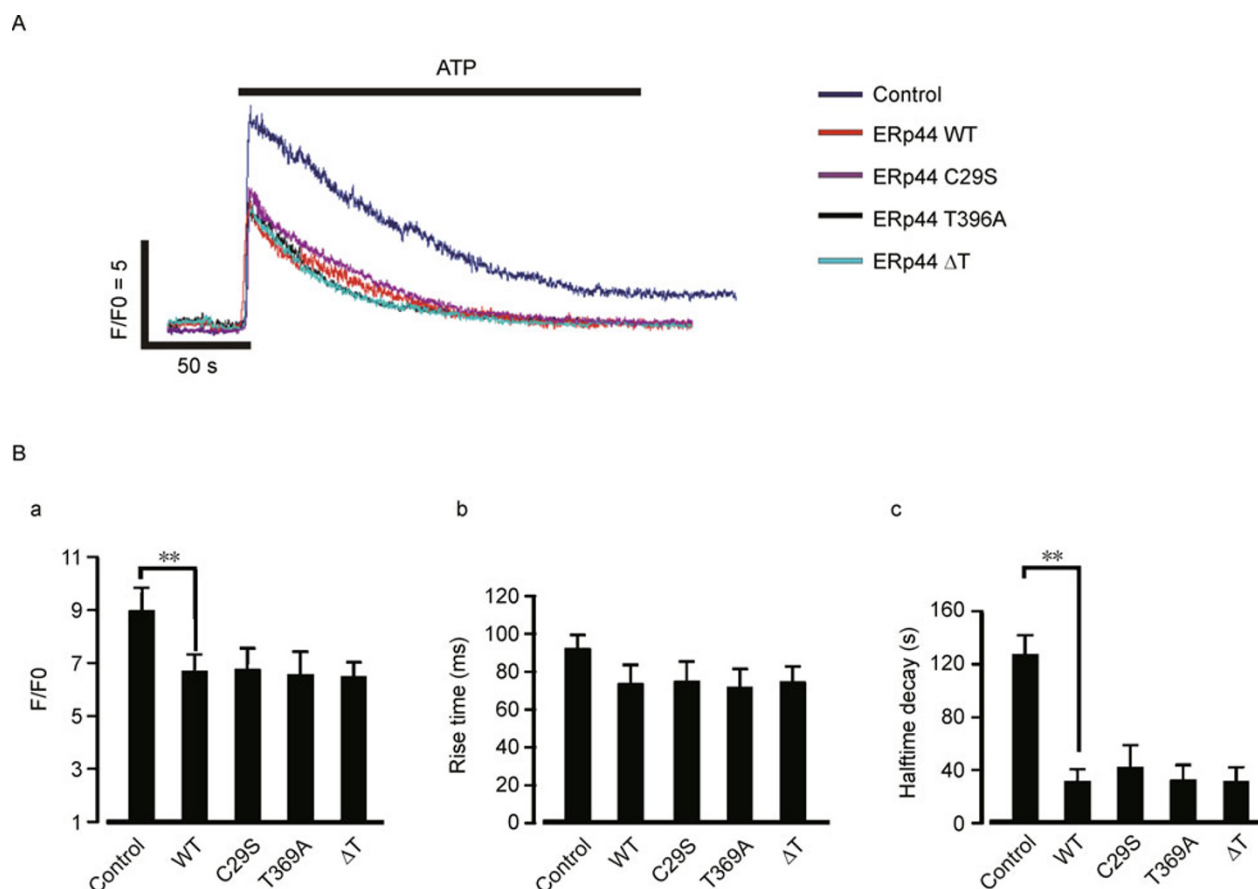 A
ATP
Control
ERp44 WT
ERp44 C29S
ERp44 T396A
ERp44 ΔT
F/F0 = 5
50 s
B
a
b
c
**
**
11
9
7
5
3
1
F/F0
Control
WT
C29S
T369A
ΔT
120
100
80
60
40
20
0
Rise time (ms)
Control
WT
C29S
T369A
ΔT
160
120
80
40
0
Halftime decay (s)
Control
WT
C29S
T369A
ΔT